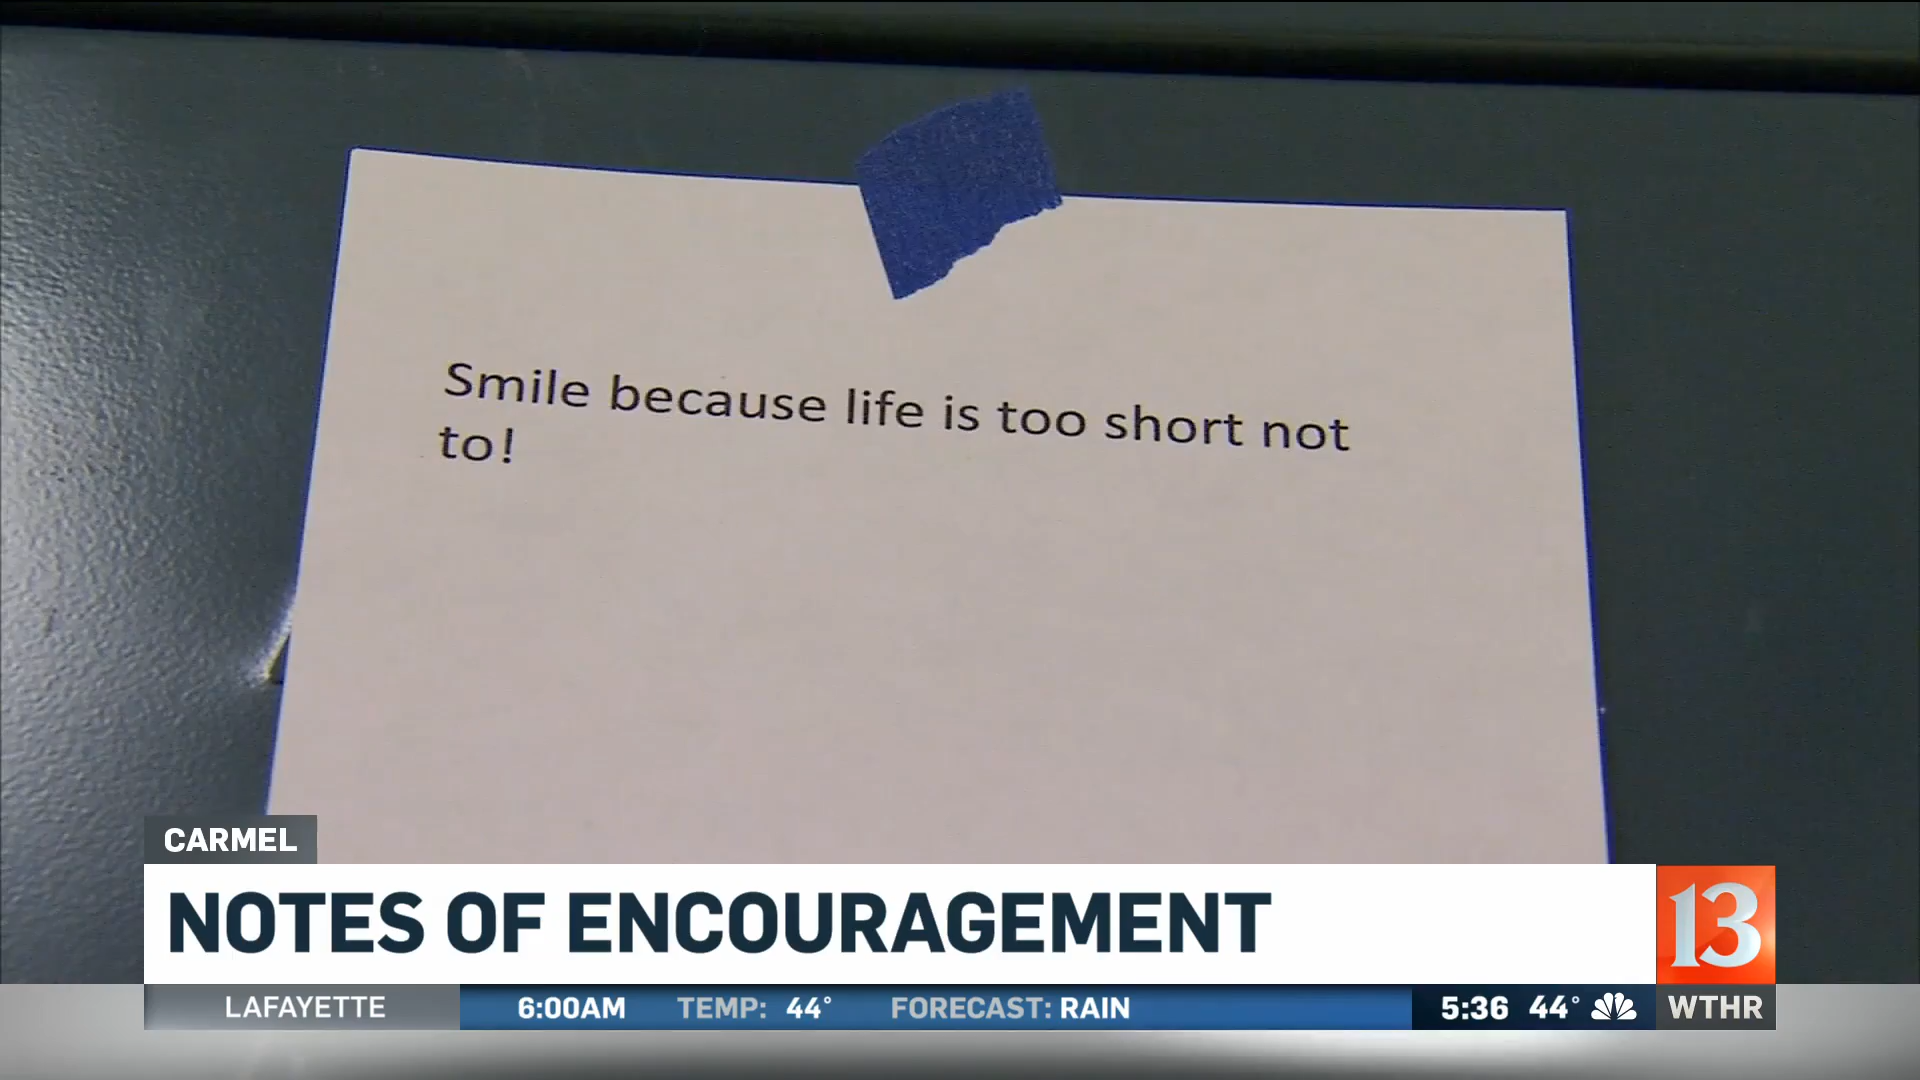 Smile because life is too short not
to!
CARMEL
NOTES OF ENCOURAGEMENT
13
LAFAYETTE 6:00AM TEMP: 44° FORECAST: RAIN 5:36 44° WTHR